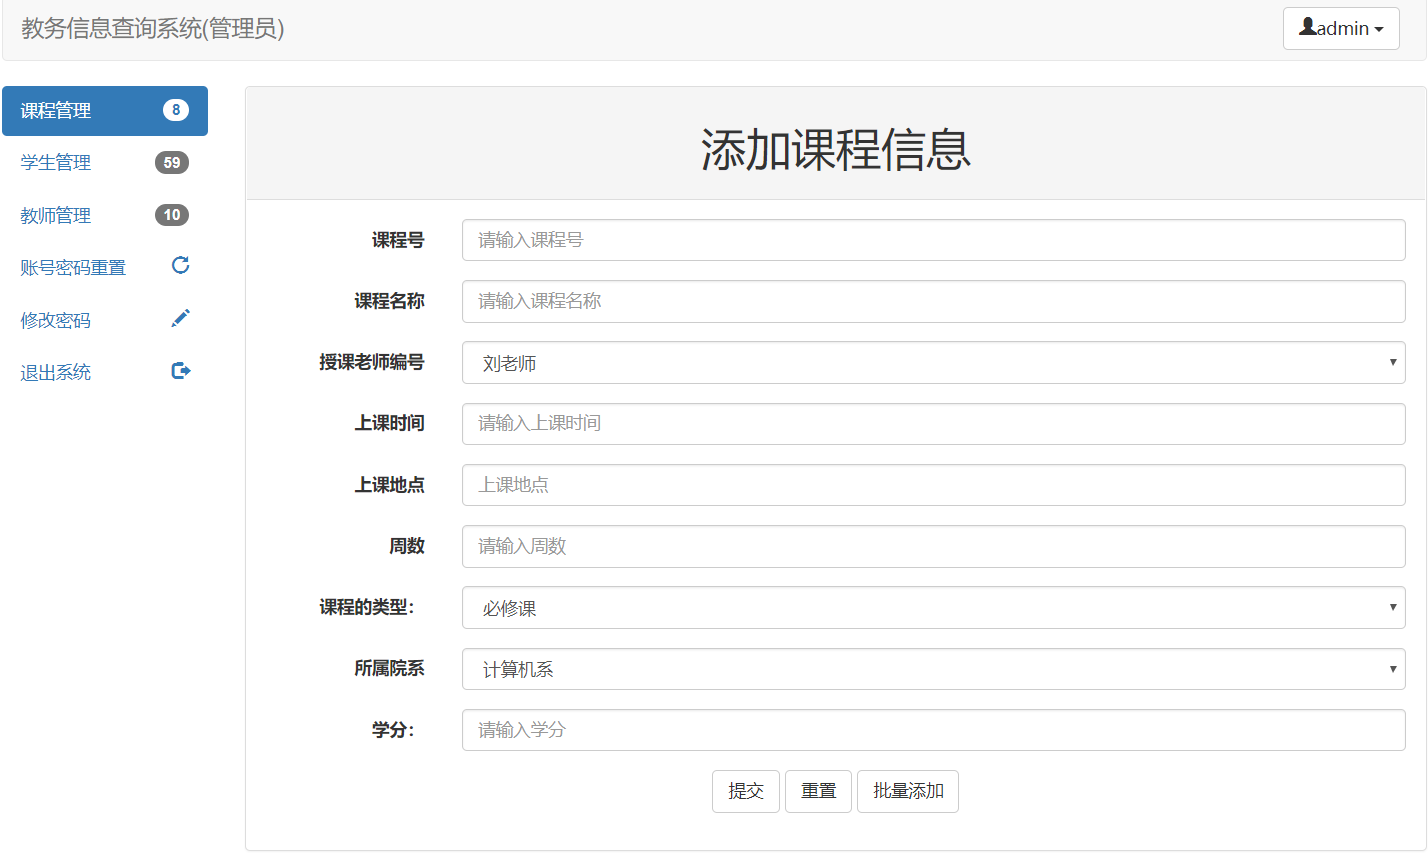 教务信息查询系统(管理员)
admin
课程管理 8
学生管理 59
教师管理 10
账号密码重置
修改密码
退出系统
添加课程信息
课程号 请输入课程号
课程名称 请输入课程名称
授课老师编号 刘老师
上课时间 请输入上课时间
上课地点 上课地点
周数 请输入周数
课程的类型： 必修课
所属院系 计算机系
学分： 请输入学分
提交 重置 批量添加